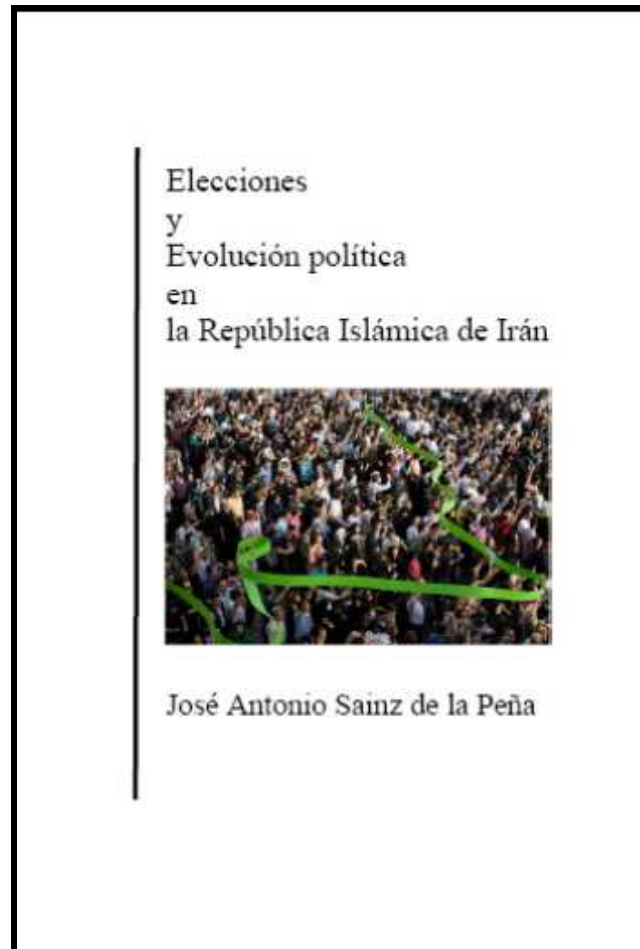 Elecciones
y
Evolución política
en
la República Islámica de Irán
José Antonio Sainz de la Peña